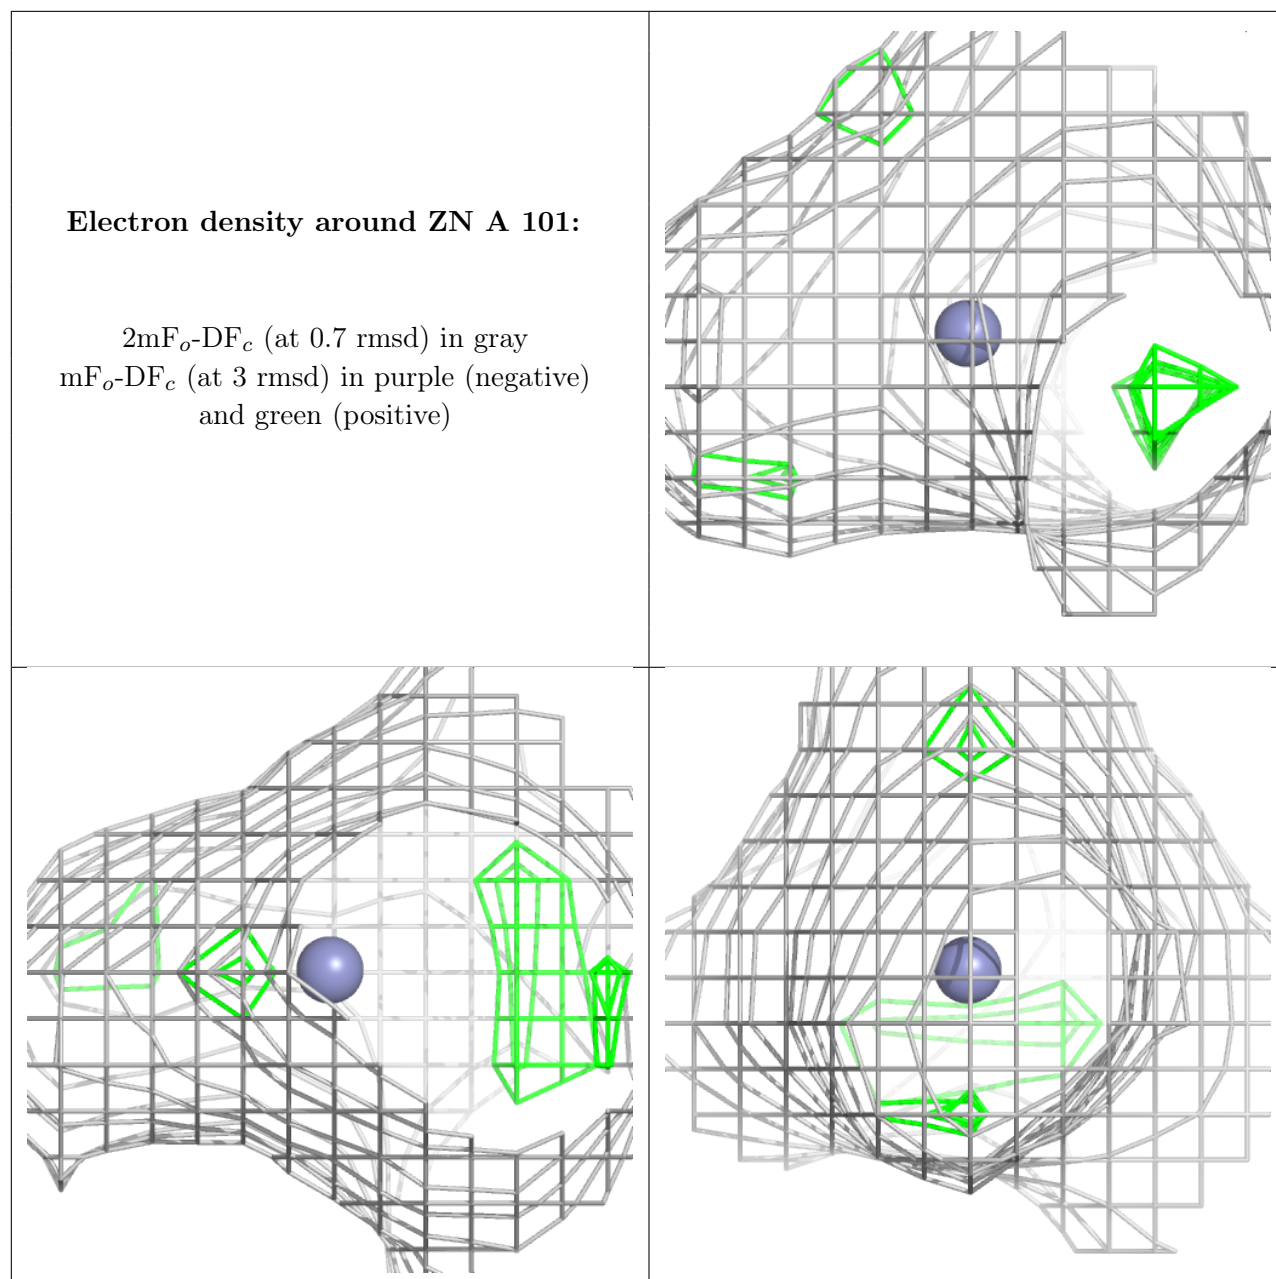 Electron density around ZN A 101:
2mFo-DFc (at 0.7 rmsd) in gray
mFo-DFc (at 3 rmsd) in purple (negative)
and green (positive)